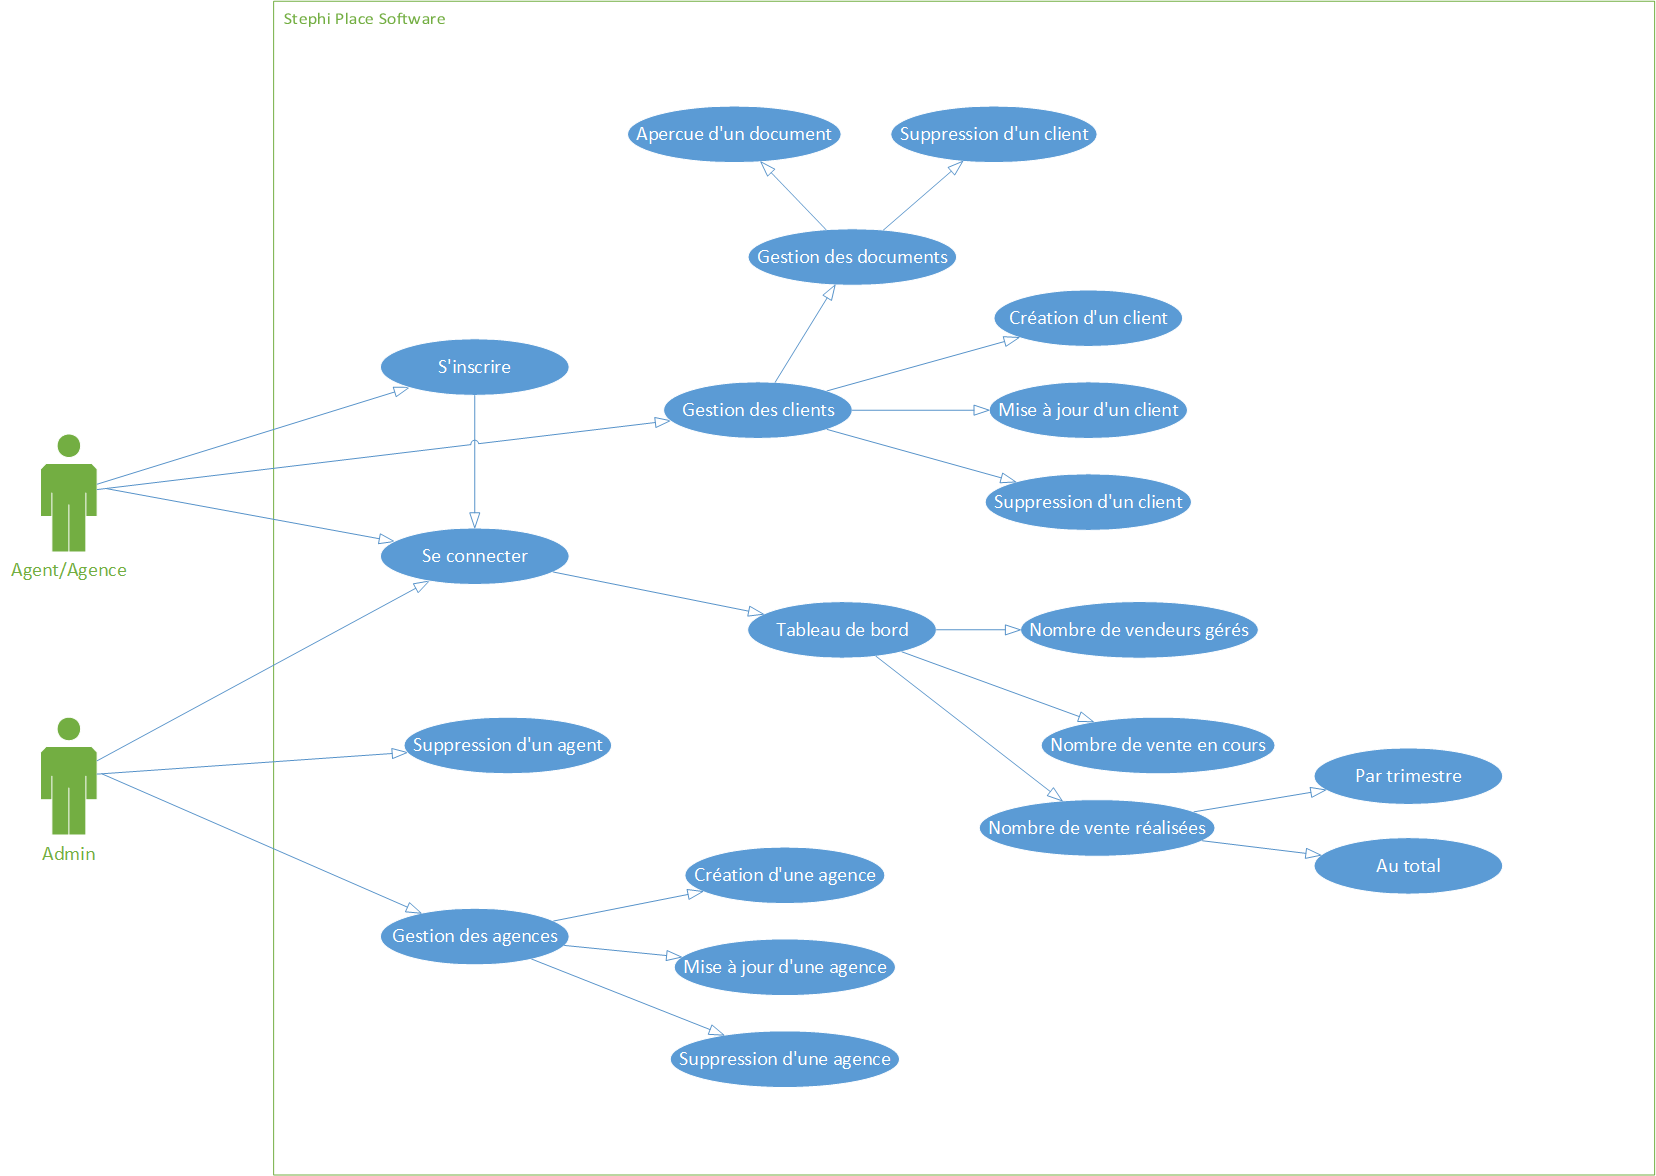 Stephi Place Software
Apercue d'un document
Suppression d'un client
Gestion des documents
Création d'un client
S'inscrire
Gestion des clients
Mise à jour d'un client
Suppression d'un client
Agent/Agence
Se connecter
Tableau de bord
Nombre de vendeurs gérés
Suppression d'un agent
Nombre de vente en cours
Par trimestre
Nombre de vente réalisées
Admin
Au total
Création d'une agence
Gestion des agences
Mise à jour d'une agence
Suppression d'une agence